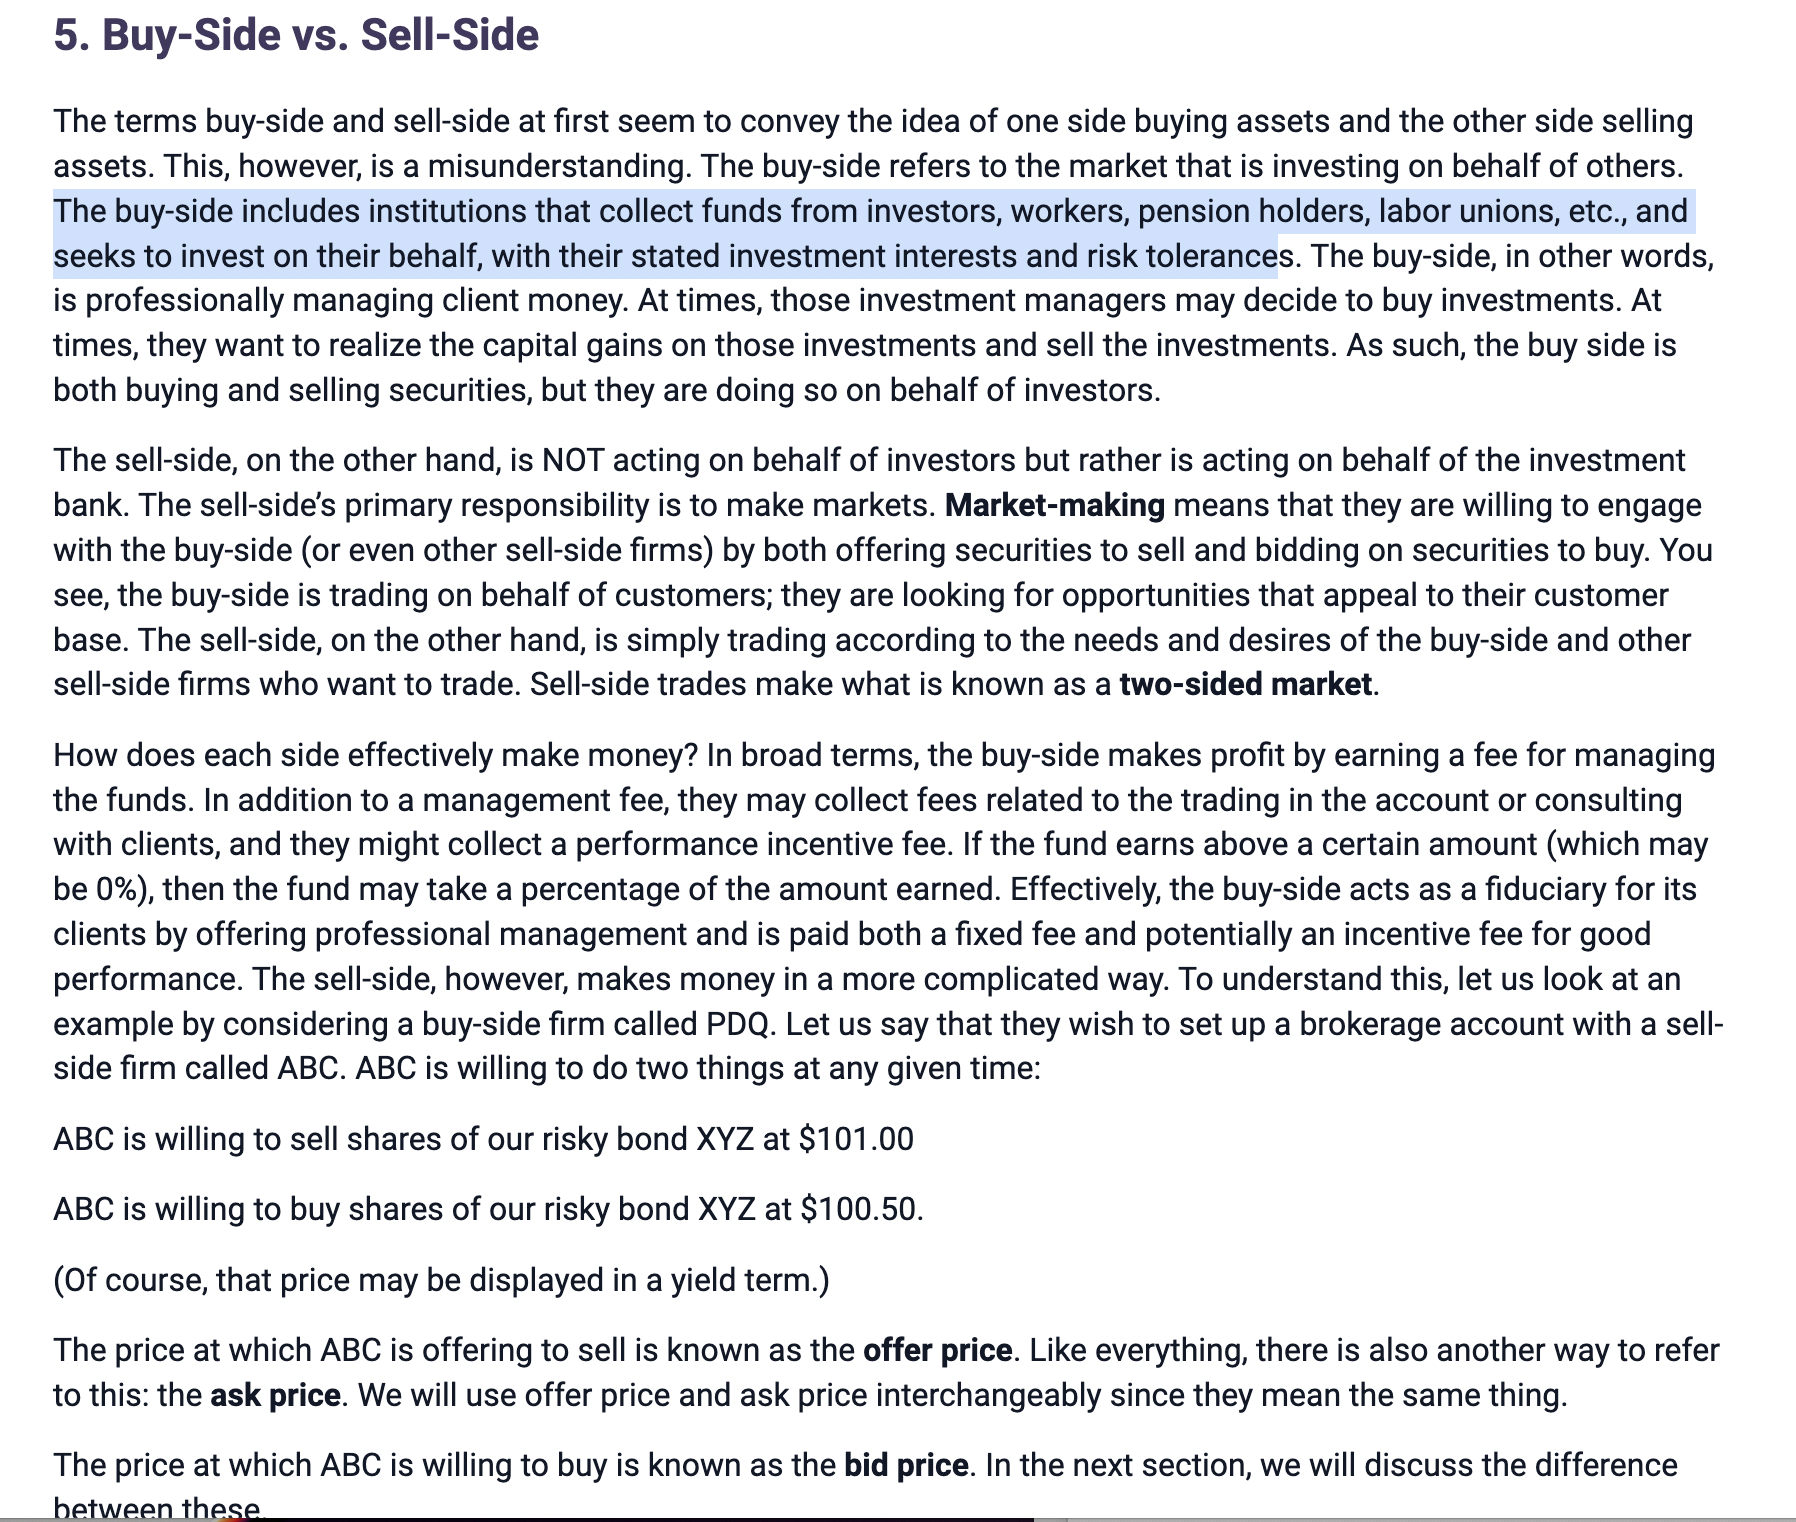 5. Buy-Side vs. Sell-Side
The terms buy-side and sell-side at first seem to convey the idea of one side buying assets and the other side selling
assets. This, however, is a misunderstanding. The buy-side refers to the market that is investing on behalf of others.
The buy-side includes institutions that collect funds from investors, workers, pension holders, labor unions, etc., and
seeks to invest on their behalf, with their stated investment interests and risk tolerances. The buy-side, in other words,
is professionally managing client money. At times, those investment managers may decide to buy investments. At
times, they want to realize the capital gains on those investments and sell the investments. As such, the buy side is
both buying and selling securities, but they are doing so on behalf of investors.
The sell-side, on the other hand, is NOT acting on behalf of investors but rather is acting on behalf of the investment
bank. The sell-side’s primary responsibility is to make markets. Market-making means that they are willing to engage
with the buy-side (or even other sell-side firms) by both offering securities to sell and bidding on securities to buy. You
see, the buy-side is trading on behalf of customers; they are looking for opportunities that appeal to their customer
base. The sell-side, on the other hand, is simply trading according to the needs and desires of the buy-side and other
sell-side firms who want to trade. Sell-side trades make what is known as a two-sided market.
How does each side effectively make money? In broad terms, the buy-side makes profit by earning a fee for managing
the funds. In addition to a management fee, they may collect fees related to the trading in the account or consulting
with clients, and they might collect a performance incentive fee. If the fund earns above a certain amount (which may
be 0%), then the fund may take a percentage of the amount earned. Effectively, the buy-side acts as a fiduciary for its
clients by offering professional management and is paid both a fixed fee and potentially an incentive fee for good
performance. The sell-side, however, makes money in a more complicated way. To understand this, let us look at an
example by considering a buy-side firm called PDQ. Let us say that they wish to set up a brokerage account with a sell-
side firm called ABC. ABC is willing to do two things at any given time:
ABC is willing to sell shares of our risky bond XYZ at $101.00
ABC is willing to buy shares of our risky bond XYZ at $100.50.
(Of course, that price may be displayed in a yield term.)
The price at which ABC is offering to sell is known as the offer price. Like everything, there is also another way to refer
to this: the ask price. We will use offer price and ask price interchangeably since they mean the same thing.
The price at which ABC is willing to buy is known as the bid price. In the next section, we will discuss the difference
between these.